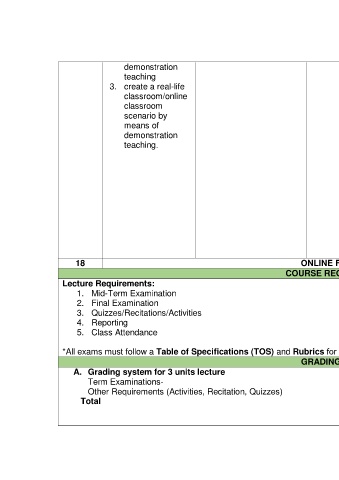 demonstration
teaching
3. create a real-life
classroom/online
classroom
scenario by
means of
demonstration
teaching.
18 ONLINE
COURSE
Lecture Requirements:
1. Mid-Term Examination
2. Final Examination
3. Quizzes/Recitations/Activities
4. Reporting
5. Class Attendance
*All exams must follow a Table of Specifications (TOS) and Rubrics for
GRADING
A. Grading system for 3 units lecture
Term Examinations-
Other Requirements (Activities, Recitation, Quizzes)
Total